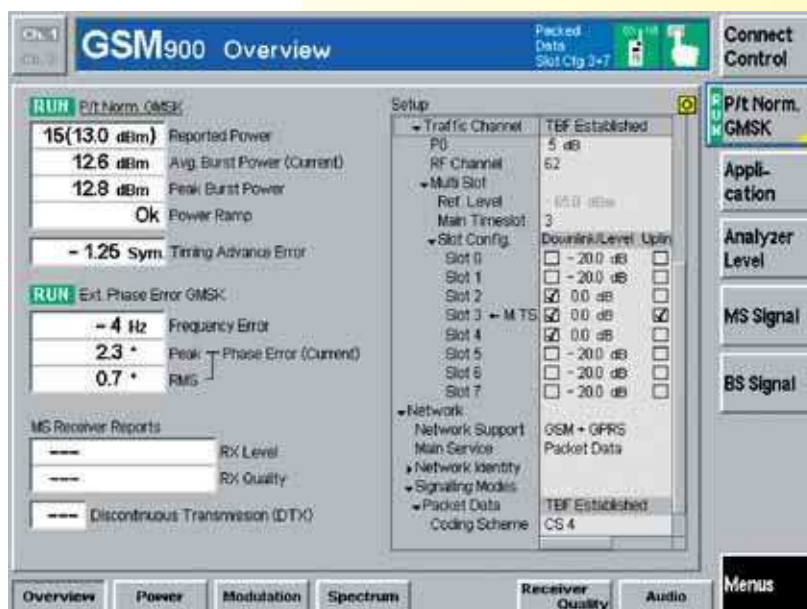 Ch. 1
Ch. 2
GSM900 Overview
Packed
Data
Slot Cfg 3+7
Connect
Control
RUN P/t Norm. GMSK
15(13.0 dBm) Reported Power
12.6 dBm Avg. Burst Power (Current)
12.8 dBm Peak Burst Power
Ok Power Ramp
- 1.25 Sym. Timing Advance Error
RUN Ext. Phase Error GMSK
- 4 Hz Frequency Error
2.3 ° Peak Phase Error (Current)
0.7 ° RMS
MS Receiver Reports
--- RX Level
--- RX Quality
--- Discontinuous Transmission (DTX)
Setup
Traffic Channel TBF Established
P0 5 dB
RF Channel 62
Multi Slot
Ref. Level - 65.0 dBm
Main Timeslot 3
Slot Config. Downlink/Level Uplin
Slot 0 - 20.0 dB
Slot 1 - 20.0 dB
Slot 2 0.0 dB
Slot 3 ← M TS 0.0 dB
Slot 4 0.0 dB
Slot 5 - 20.0 dB
Slot 6 - 20.0 dB
Slot 7 - 20.0 dB
Network
Network Support GSM + GPRS
Main Service Packet Data
Network Identity
Signaling Modes
Packet Data TBF Established
Coding Scheme CS 4
RUN
P/t Norm.
GMSK
Appli-
cation
Analyzer
Level
MS Signal
BS Signal
Menus
Overview Power Modulation Spectrum Receiver Quality Audio